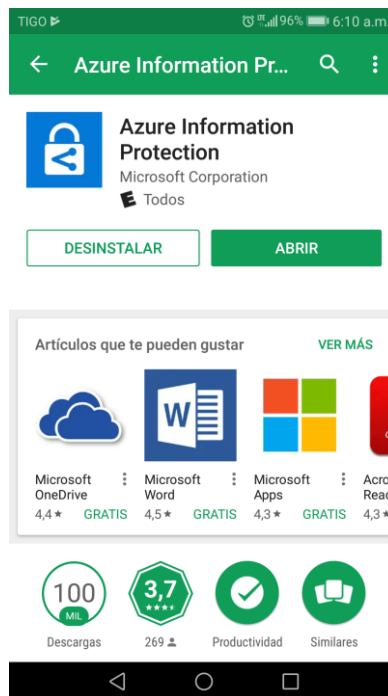 TIGO 96% 6:10 a.m.
Azure Information Pr...
Azure Information
Protection
Microsoft Corporation
E Todos
DESINSTALAR ABRIR
Artículos que te pueden gustar VER MÁS
Microsoft OneDrive
4,4★ GRATIS
W
Microsoft Word
4,5★ GRATIS
Microsoft Apps
4,3★ GRATIS
Acro
Read
4,3★
100
MIL
Descargas
3,7
269
Productividad
Similares